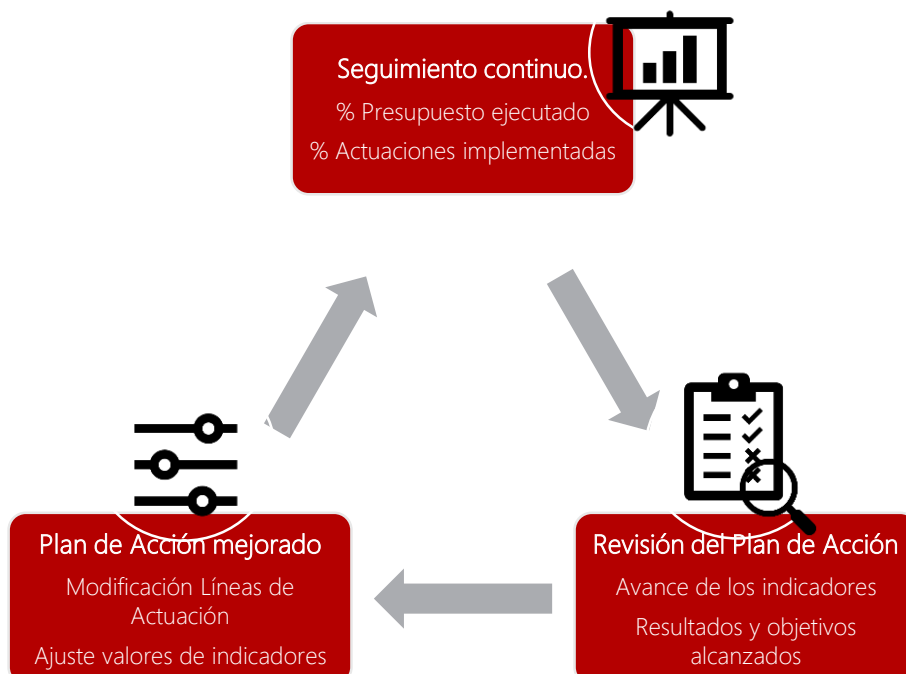 Seguimiento continuo.
% Presupuesto ejecutado
% Actuaciones implementadas
Plan de Acción mejorado
Modificación Líneas de
Actuación
Ajuste valores de indicadores
Revisión del Plan de Acción
Avance de los indicadores
Resultados y objetivos
alcanzados